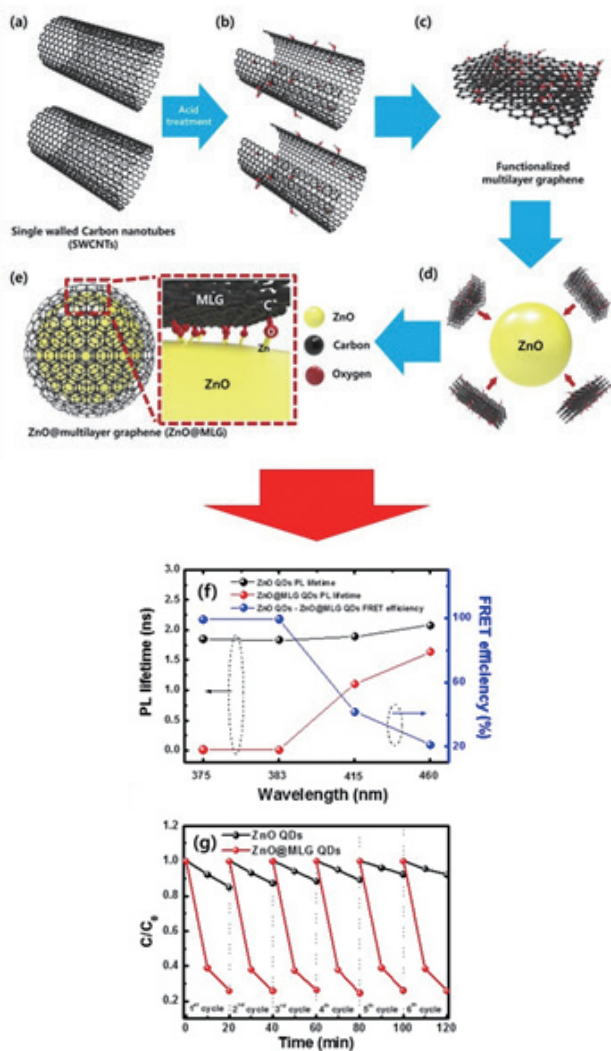 (a)
(b)
(c)
Acid
treatment
Single walled Carbon nanotubes
(SWCNTs)
Functionalized
multilayer graphene
(e)
MLG
C
O
Zn
ZnO
ZnO
Carbon
Oxygen
(d)
ZnO
ZnO@multilayer graphene (ZnO@MLG)
(f)
ZnO QDs PL lifetime
ZnO@MLG QDs PL lifetime
ZnO QDs - ZnO@MLG QDs FRET efficiency
PL lifetime (ns)
3.0
2.5
2.0
1.5
1.0
0.5
0.0
FRET efficiency (%)
100
60
20
375 383 415 460
Wavelength (nm)
(g)
ZnO QDs
ZnO@MLG QDs
C/C0
1.2
1.0
0.8
0.6
0.4
0.2
1st cycle 2nd cycle 3rd cycle 4th cycle 5th cycle 6th cycle
0 20 40 60 80 100 120
Time (min)